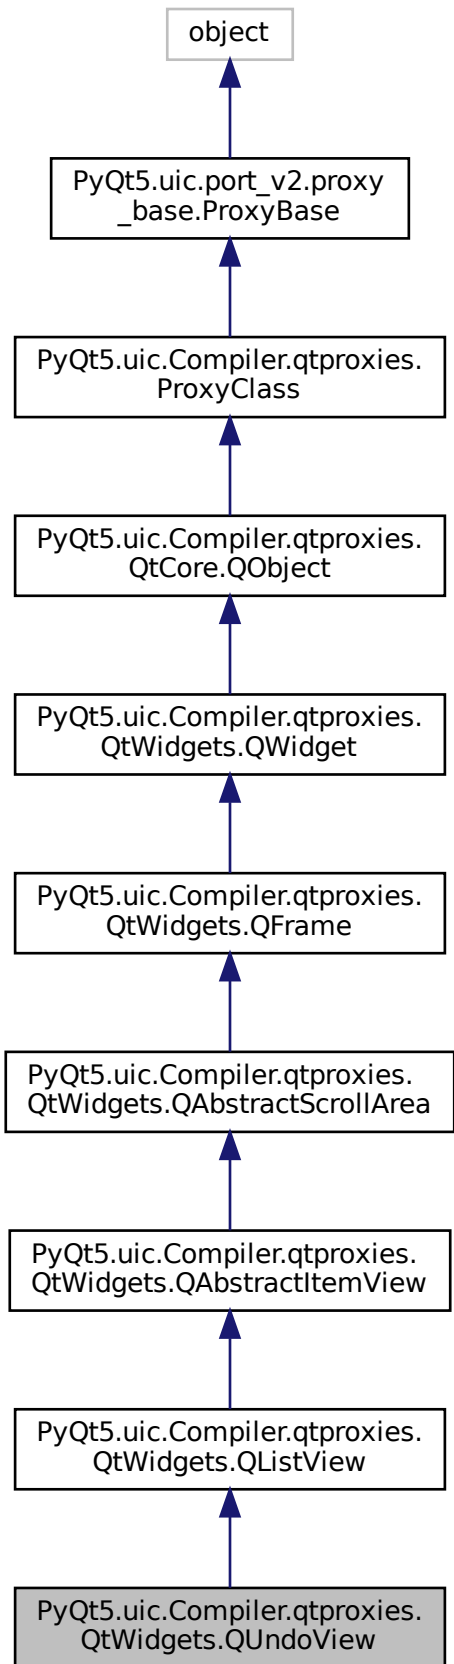 object
PyQt5.uic.port_v2.proxy
_base.ProxyBase
PyQt5.uic.Compiler.qtproxies.
ProxyClass
PyQt5.uic.Compiler.qtproxies.
QtCore.QObject
PyQt5.uic.Compiler.qtproxies.
QtWidgets.QWidget
PyQt5.uic.Compiler.qtproxies.
QtWidgets.QFrame
PyQt5.uic.Compiler.qtproxies.
QtWidgets.QAbstractScrollArea
PyQt5.uic.Compiler.qtproxies.
QtWidgets.QAbstractItemView
PyQt5.uic.Compiler.qtproxies.
QtWidgets.QListView
PyQt5.uic.Compiler.qtproxies.
QtWidgets.QUndoView